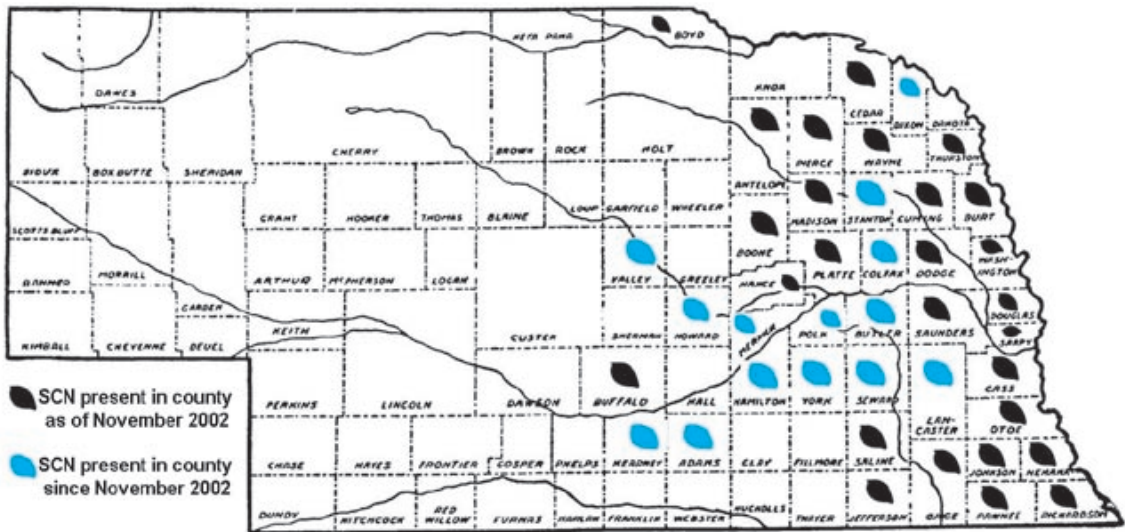 KEYA PAHA
BOYD
DAWES
KNOX
CEDAR
DIXON
DAKOTA
SIOUX
BOX BUTTE
SHERIDAN
CHERRY
BROWN
ROCK
HOLT
ANTELOPE
PIERCE
WAYNE
THURSTON
SCOTTS BLUFF
GRANT
HOOKER
THOMAS
BLAINE
LOUP
GARFIELD
WHEELER
MADISON
STANTON
CUMING
BURT
BANNER
MORRILL
GARDEN
ARTHUR
McPHERSON
LOGAN
VALLEY
GREELEY
BOONE
NANCE
PLATTE
COLFAX
DODGE
WASH-
INGTON
KIMBALL
CHEYENNE
DEUEL
KEITH
CUSTER
SHERMAN
HOWARD
MERRICK
POLK
BUTLER
SAUNDERS
DOUGLAS
SARPY
SCN present in county
as of November 2002
PERKINS
LINCOLN
DAWSON
BUFFALO
HALL
HAMILTON
YORK
SEWARD
LAN-
CASTER
CASS
OTOE
SCN present in county
since November 2002
CHASE
HAYES
FRONTIER
GOSPER
PHELPS
KEARNEY
ADAMS
CLAY
FILLMORE
SALINE
GAGE
JOHNSON
NEMAHA
DUNDY
HITCHCOCK
RED
WILLOW
FURNAS
HARLAN
FRANKLIN
WEBSTER
NUCKOLLS
THAYER
JEFFERSON
PAWNEE
RICHARDSON